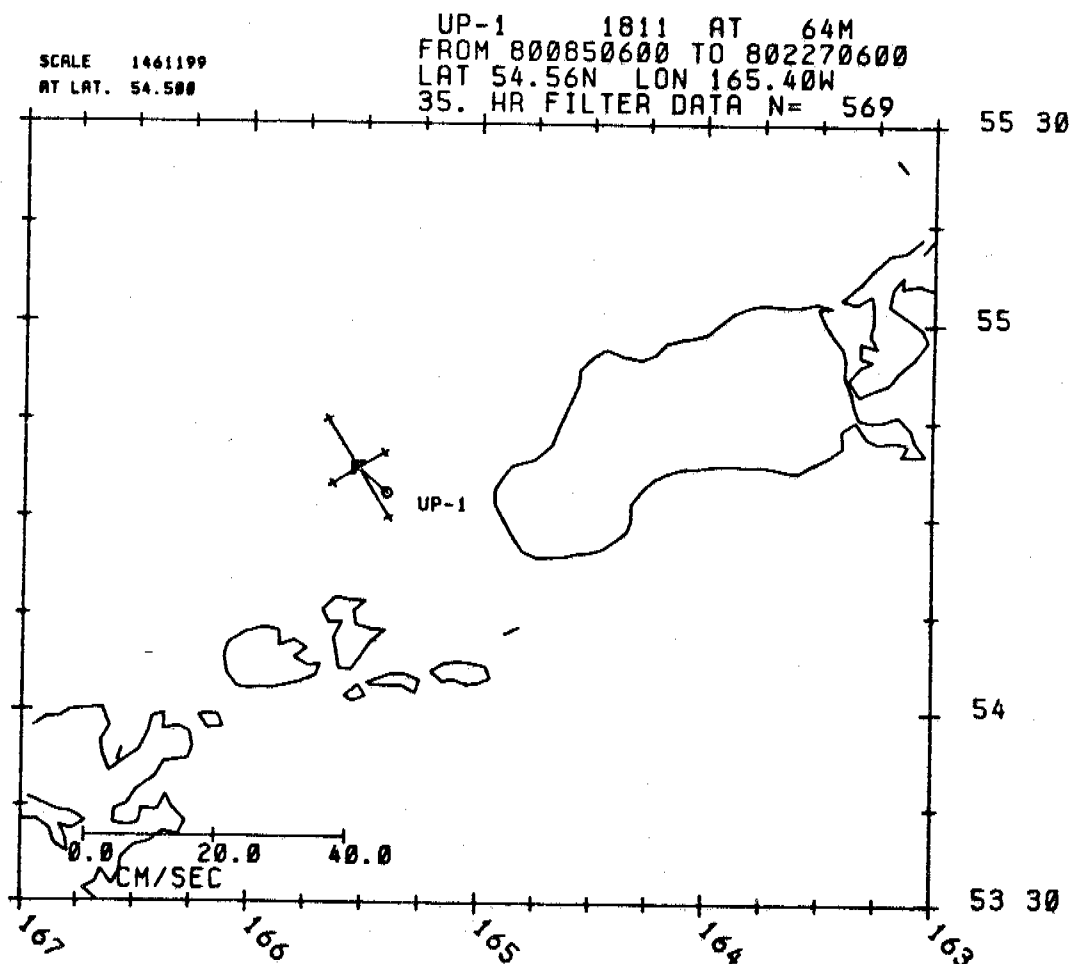 UP-1 1811 AT 64M
FROM 800850600 TO 802270600
LAT 54.56N LON 165.40W
35. HR FILTER DATA N= 569
SCALE 1461199
AT LAT. 54.500
55 30
55
UP-1
54
0.0 20.0 40.0
CM/SEC
53 30
167 166 165 164 163